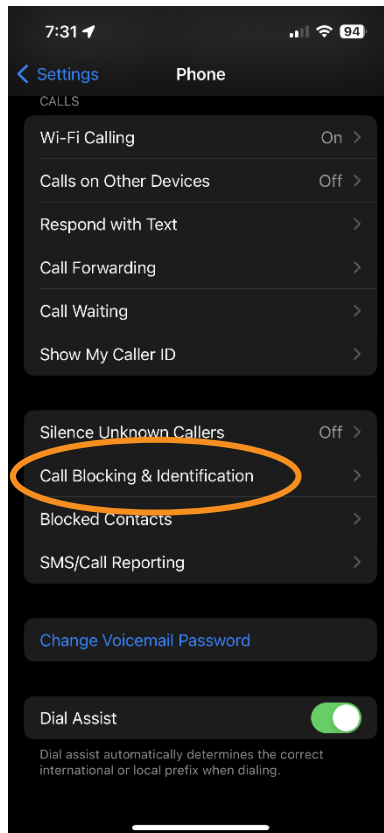 7:31 94
Settings Phone
CALLS
Wi-Fi Calling On
Calls on Other Devices Off
Respond with Text
Call Forwarding
Call Waiting
Show My Caller ID
Silence Unknown Callers Off
Call Blocking & Identification
Blocked Contacts
SMS/Call Reporting
Change Voicemail Password
Dial Assist
Dial assist automatically determines the correct
international or local prefix when dialing.